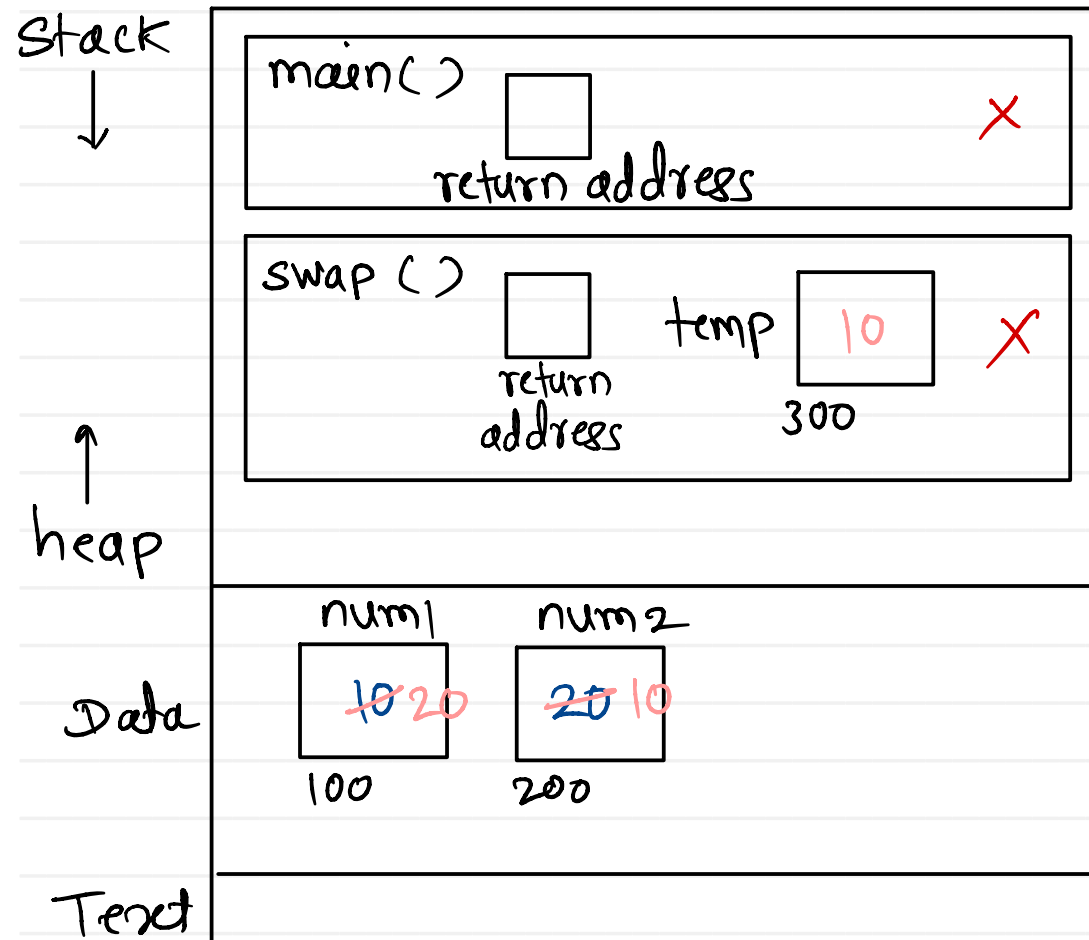 Stack
main()
return address
swap ()
temp
10
300
return
address
heap
num1 num2
Data
10 20
20 10
100
200
Text